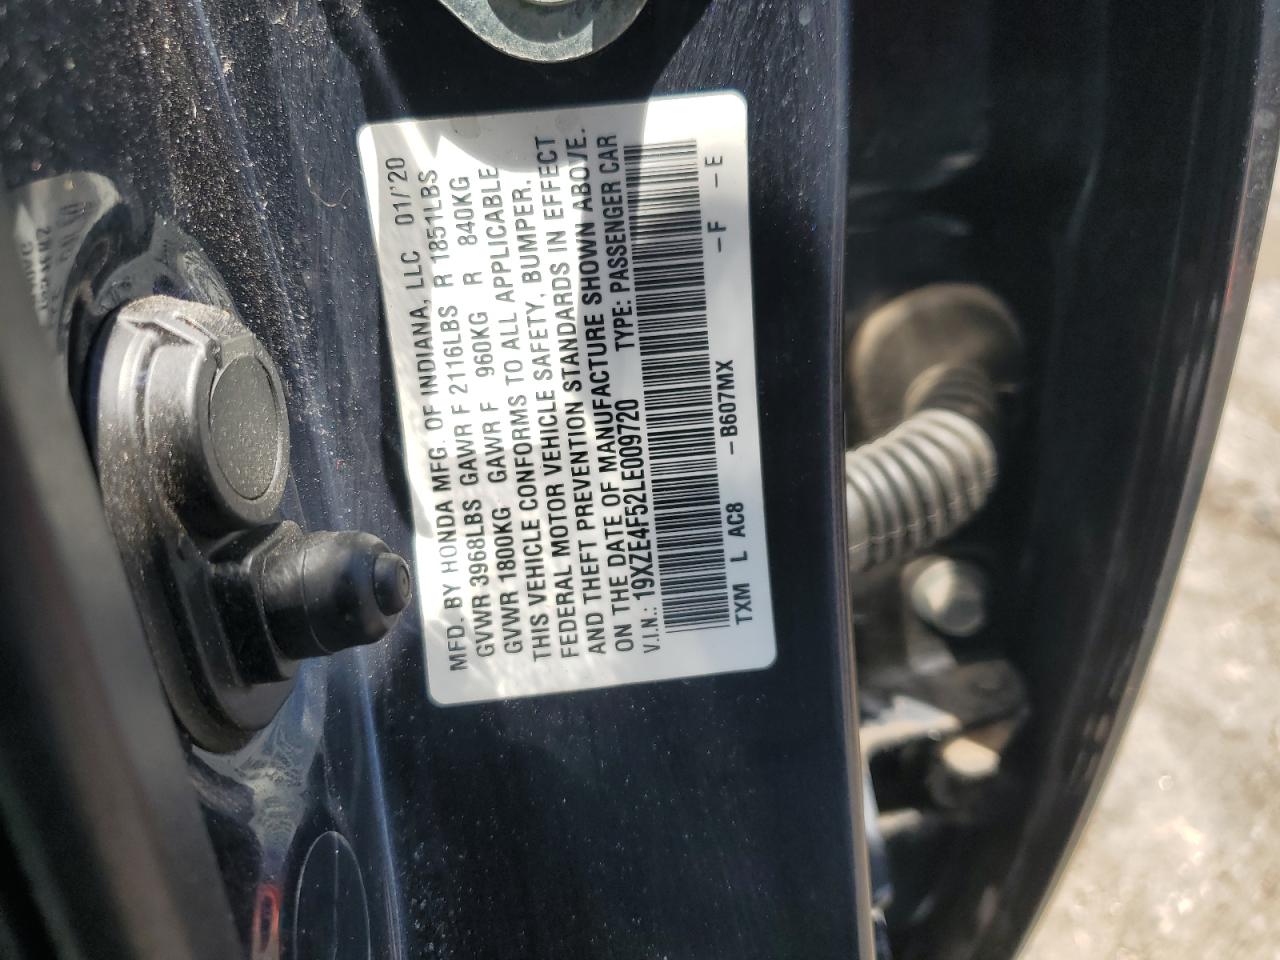 MFD. BY HONDA MFG. OF INDIANA, LLC 01/'20
GVWR 3968LBS GAWR F 2116LBS R 1851LBS
GVWR 1800KG GAWR F 960KG R 840KG
THIS VEHICLE CONFORMS TO ALL APPLICABLE
FEDERAL MOTOR VEHICLE SAFETY, BUMPER,
AND THEFT PREVENTION STANDARDS IN EFFECT
ON THE DATE OF MANUFACTURE SHOWN ABOVE.
V.I.N.: 19XZE4F52LE009720 TYPE: PASSENGER CAR
TXM L AC8 -B607MX -F -E